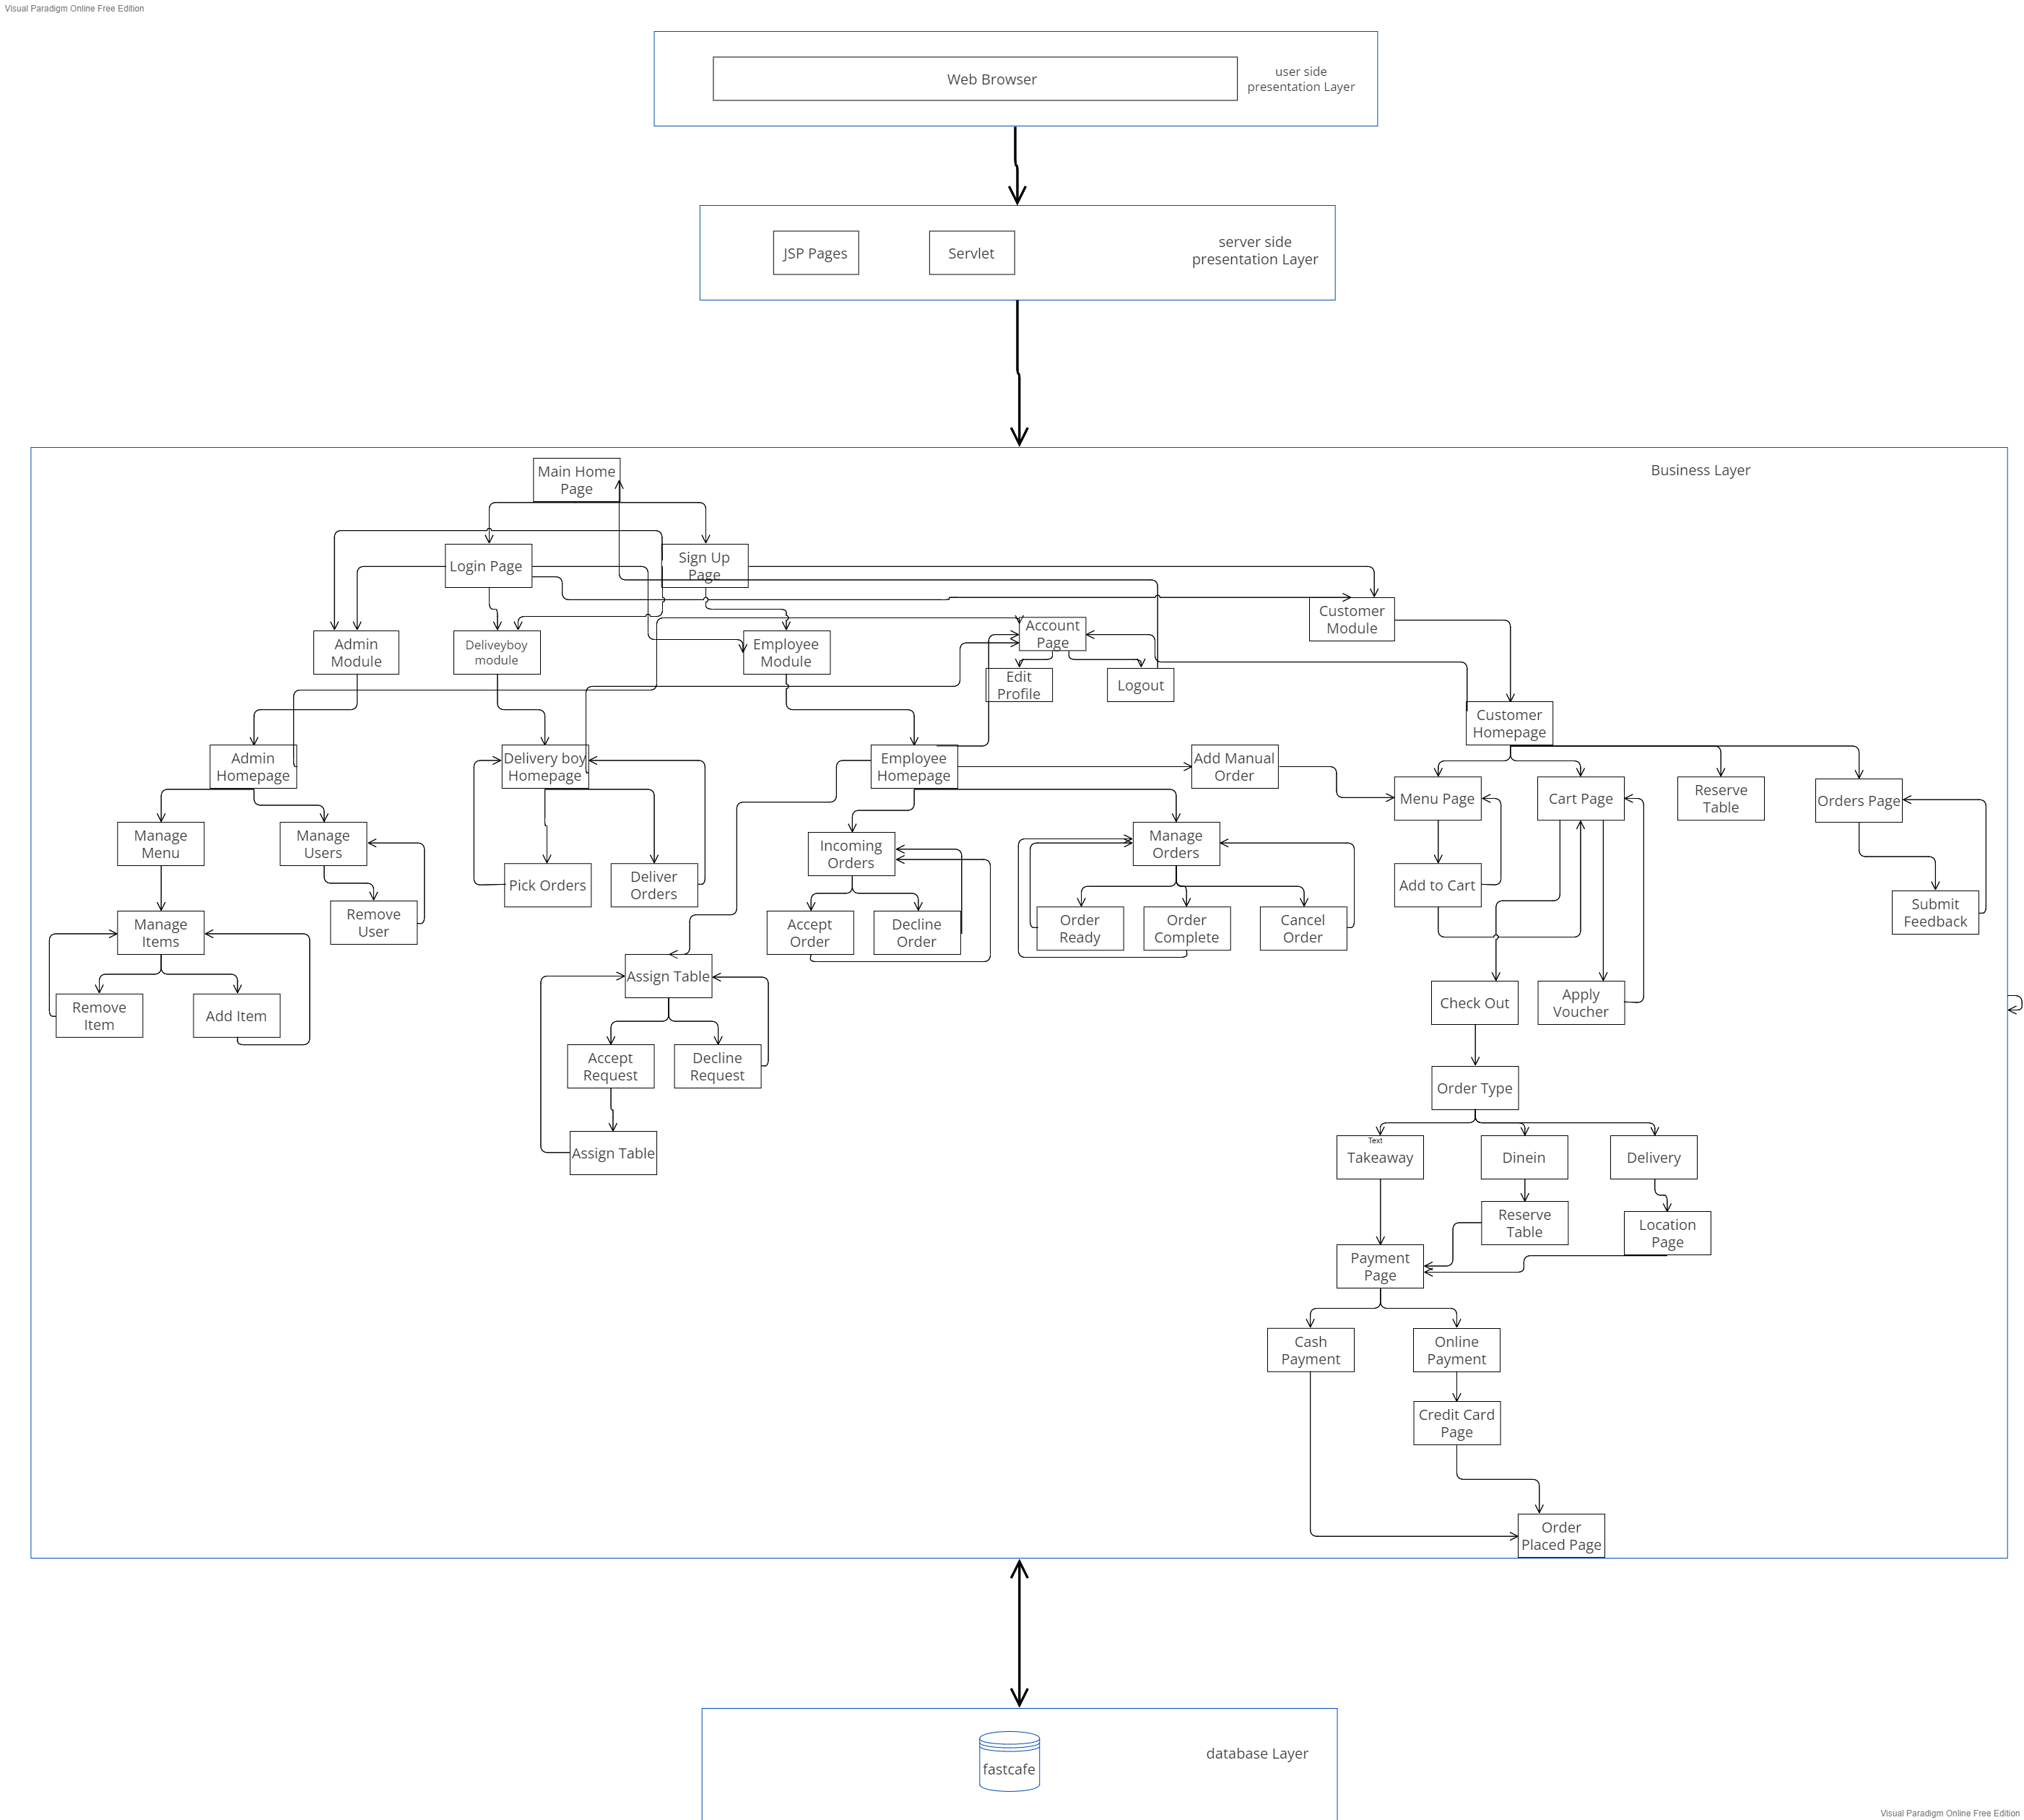 Visual Paradigm Online Free Edition
Web Browser
user side
presentation Layer
JSP Pages
Servlet
server side
presentation Layer
Business Layer
Main Home
Page
Login Page
Sign Up
Page
Admin
Module
Deliveyboy
module
Employee
Module
Account
Page
Customer
Module
Edit
Profile
Logout
Customer
Homepage
Admin
Homepage
Delivery boy
Homepage
Employee
Homepage
Add Manual
Order
Menu Page
Cart Page
Reserve
Table
Orders Page
Manage
Menu
Manage
Users
Incoming
Orders
Manage
Orders
Pick Orders
Deliver
Orders
Add to Cart
Remove
User
Manage
Items
Accept
Order
Decline
Order
Order
Ready
Order
Complete
Cancel
Order
Submit
Feedback
Assign Table
Remove
Item
Add Item
Check Out
Apply
Voucher
Accept
Request
Decline
Request
Order Type
Assign Table
Text
Takeaway
Dinein
Delivery
Reserve
Table
Location
Page
Payment
Page
Cash
Payment
Online
Payment
Credit Card
Page
Order
Placed Page
fastcafe
database Layer
Visual Paradigm Online Free Edition